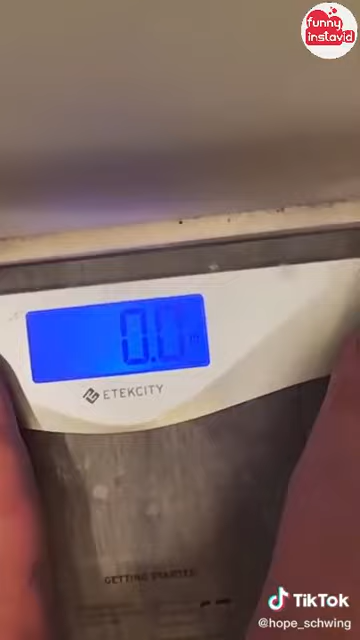 funny
instavid
0.0
ETEKCITY
GETTING STARTED
TikTok
@hope_schwing